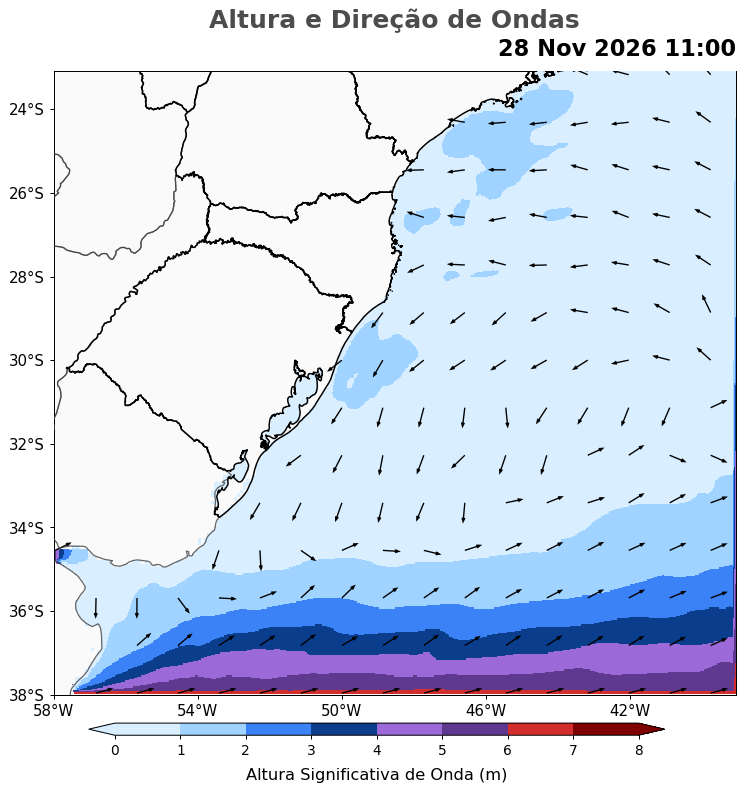 Altura e Direção de Ondas
28 Nov 2026 11:00
24°S
26°S
28°S
30°S
32°S
34°S
36°S
38°S
58°W 54°W 50°W 46°W 42°W
0 1 2 3 4 5 6 7 8
Altura Significativa de Onda (m)